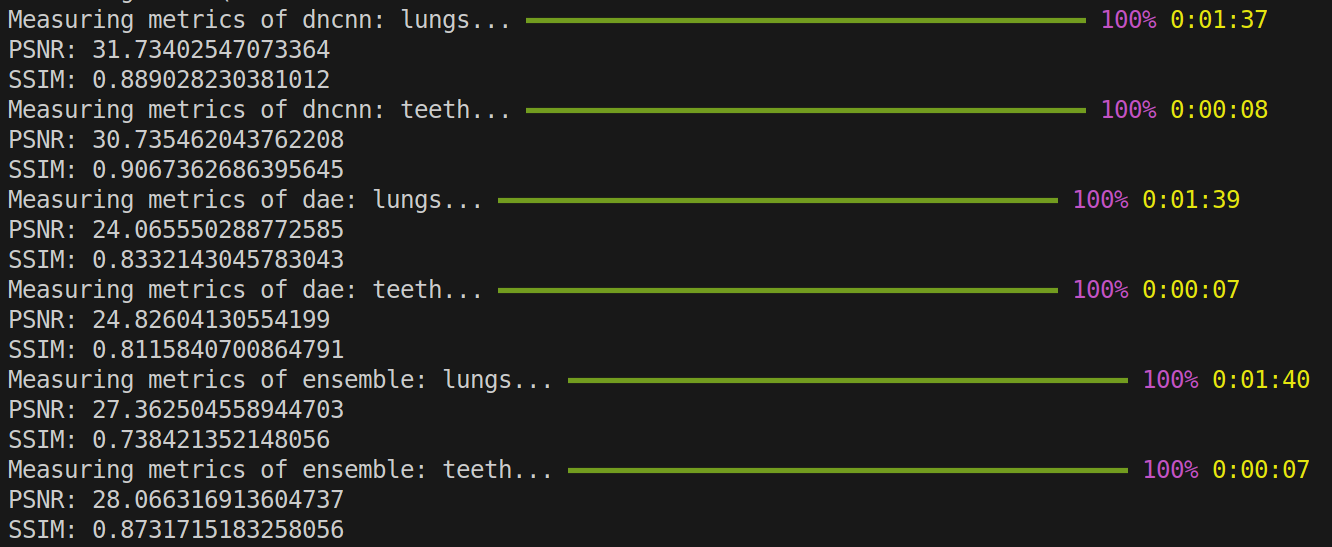 Measuring metrics of dncnn: lungs... 100% 0:01:37
PSNR: 31.73402547073364
SSIM: 0.889028230381012
Measuring metrics of dncnn: teeth... 100% 0:00:08
PSNR: 30.735462043762208
SSIM: 0.9067362686395645
Measuring metrics of dae: lungs... 100% 0:01:39
PSNR: 24.065550288772585
SSIM: 0.8332143045783043
Measuring metrics of dae: teeth... 100% 0:00:07
PSNR: 24.82604130554199
SSIM: 0.8115840700864791
Measuring metrics of ensemble: lungs... 100% 0:01:40
PSNR: 27.362504558944703
SSIM: 0.738421352148056
Measuring metrics of ensemble: teeth... 100% 0:00:07
PSNR: 28.066316913604737
SSIM: 0.8731715183258056